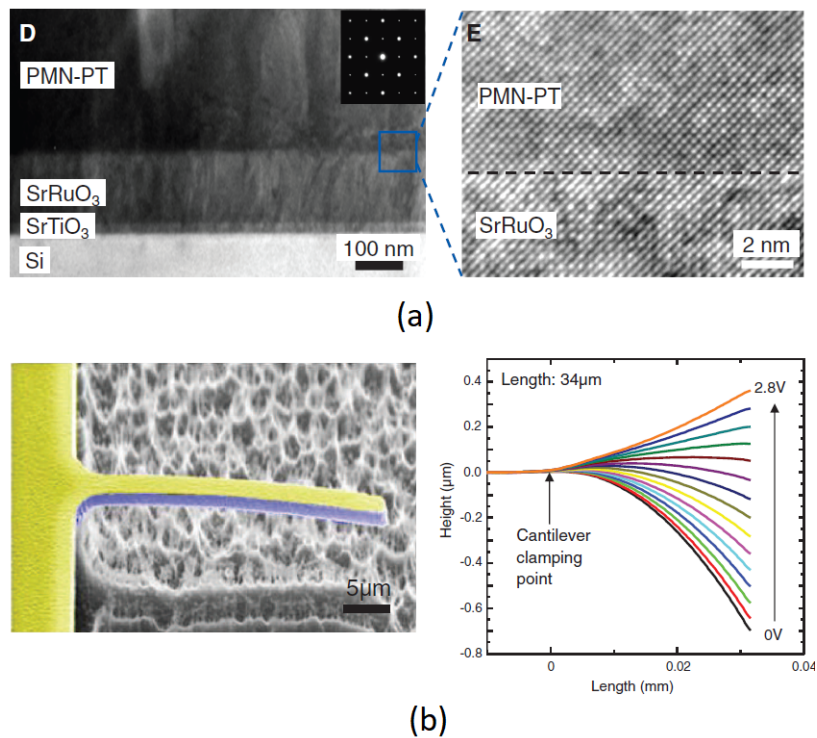 D
PMN-PT
SrRuO₃
SrTiO₃
Si
100 nm
E
PMN-PT
SrRuO₃
2 nm
(a)
5μm
Length: 34μm
2.8V
0V
Cantilever
clamping
point
Height (μm)
0.4
0.2
0.0
-0.2
-0.4
-0.6
-0.8
0
0.02
0.04
Length (mm)
(b)